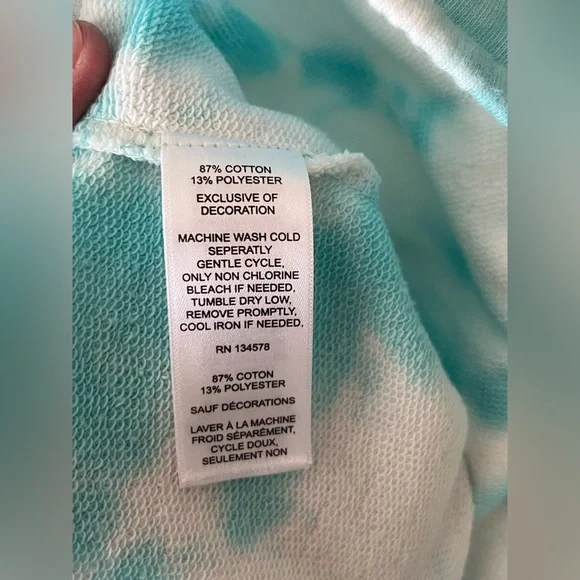 87% COTTON
13% POLYESTER
EXCLUSIVE OF
DECORATION
MACHINE WASH COLD
SEPERATLY
GENTLE CYCLE,
ONLY NON CHLORINE
BLEACH IF NEEDED,
TUMBLE DRY LOW,
REMOVE PROMPTLY,
COOL IRON IF NEEDED,
RN 134578
87% COTON
13% POLYESTER
SAUF DÉCORATIONS
LAVER À LA MACHINE
FROID SÉPARÉMENT,
CYCLE DOUX,
SEULEMENT NON